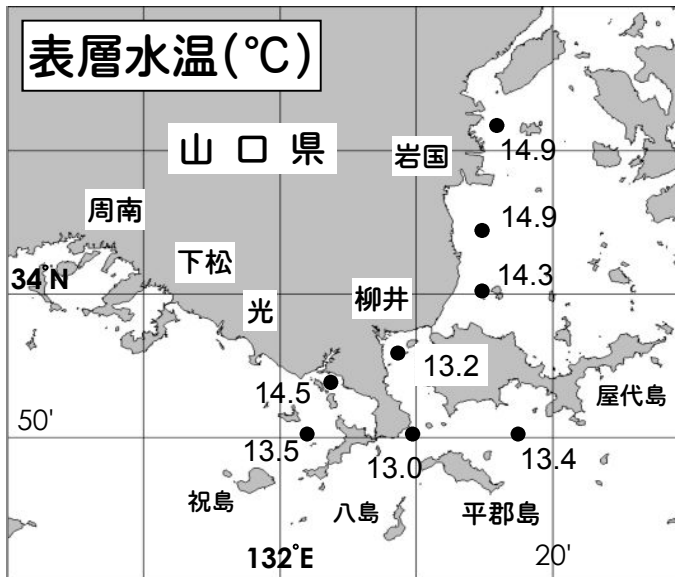 表層水温(℃)
山口県
岩国
14.9
周南
14.9
下松
34°N
14.3
光
柳井
13.2
14.5
屋代島
50'
13.5
13.0
13.4
祝島
八島
平郡島
132°E
20'